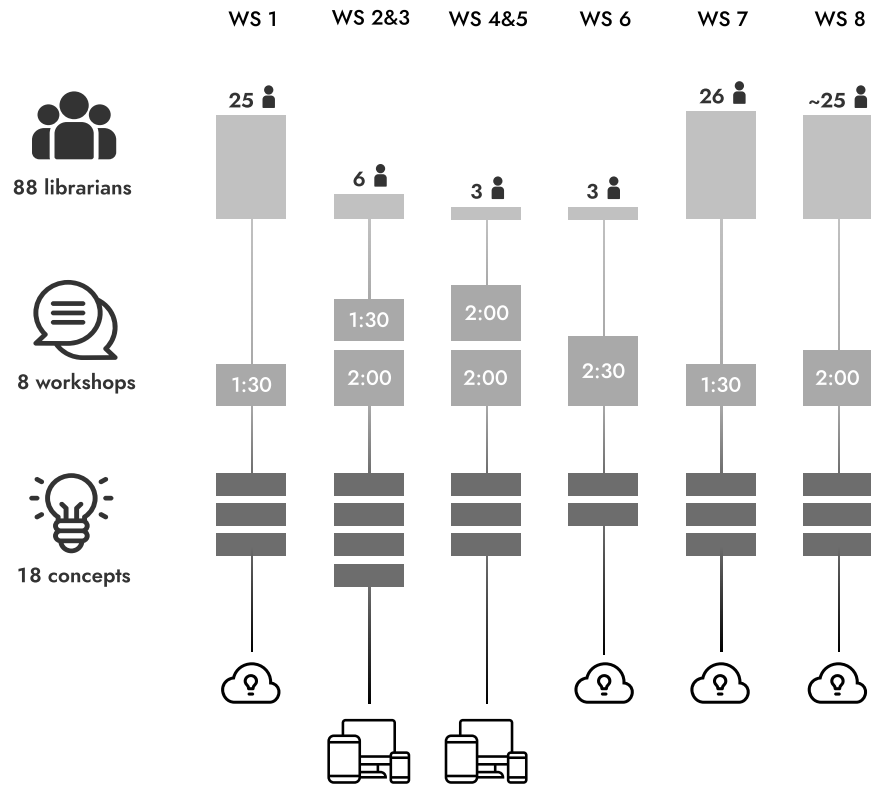 WS 1 WS 2&3 WS 4&5 WS 6 WS 7 WS 8
25 6 3 3 26 ~25
88 librarians
1:30 2:00
1:30 2:00 2:00 2:30 1:30 2:00
8 workshops
18 concepts